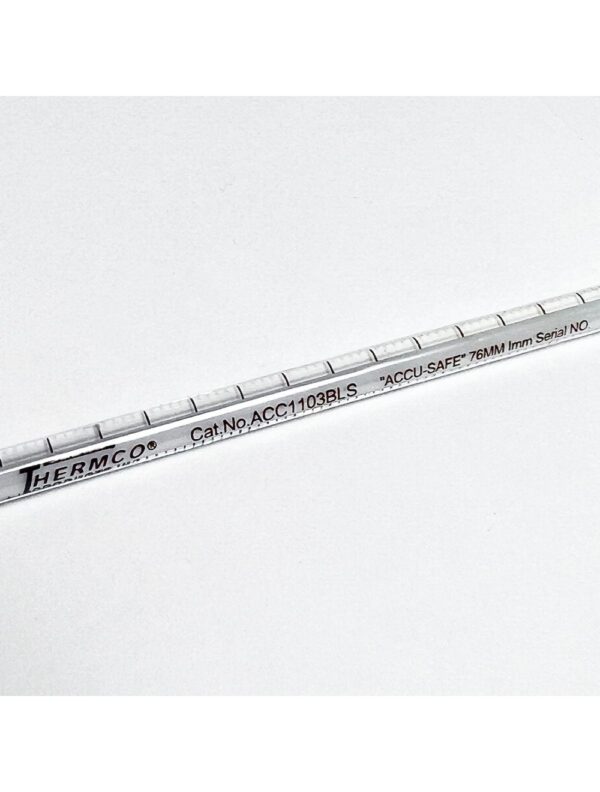 THERMCO® Cat.No.ACC1103BLS "ACCU-SAFE" 76MM Imm Serial NO.